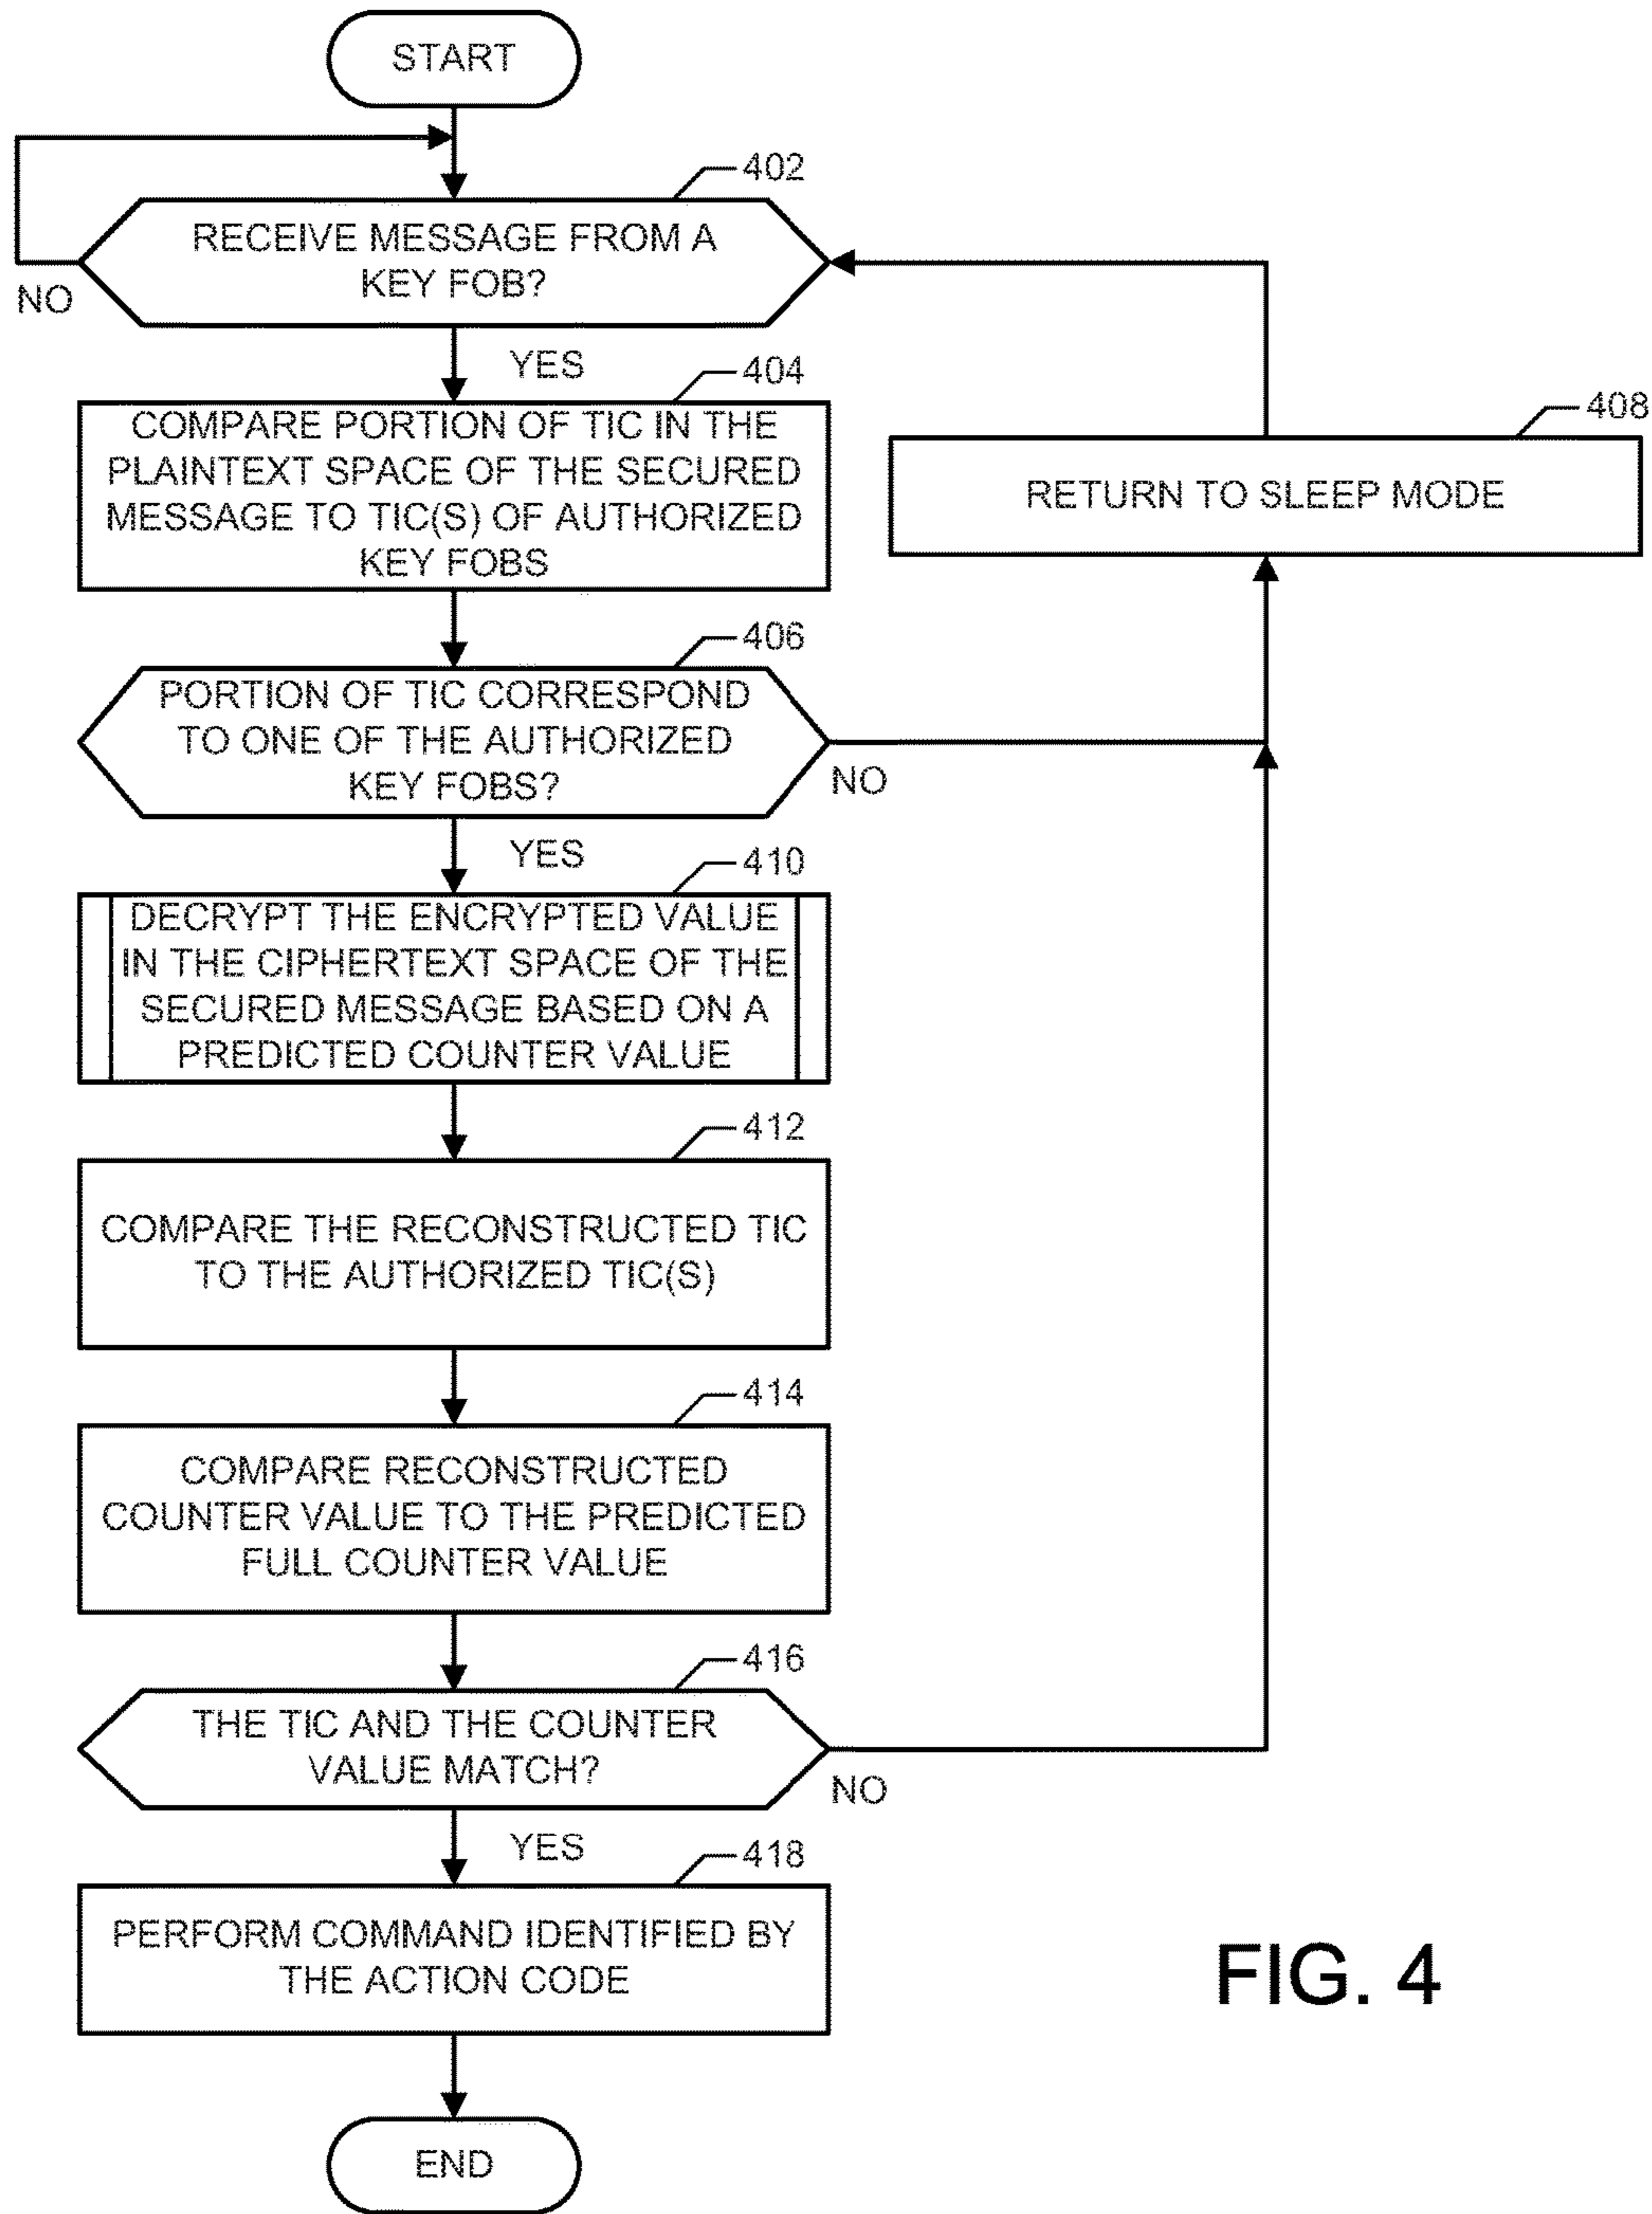 START
402
RECEIVE MESSAGE FROM A
KEY FOB?
NO
YES
404
COMPARE PORTION OF TIC IN THE
PLAINTEXT SPACE OF THE SECURED
MESSAGE TO TIC(S) OF AUTHORIZED
KEY FOBS
408
RETURN TO SLEEP MODE
406
PORTION OF TIC CORRESPOND
TO ONE OF THE AUTHORIZED
KEY FOBS?
NO
YES
410
DECRYPT THE ENCRYPTED VALUE
IN THE CIPHERTEXT SPACE OF THE
SECURED MESSAGE BASED ON A
PREDICTED COUNTER VALUE
412
COMPARE THE RECONSTRUCTED TIC
TO THE AUTHORIZED TIC(S)
414
COMPARE RECONSTRUCTED
COUNTER VALUE TO THE PREDICTED
FULL COUNTER VALUE
416
THE TIC AND THE COUNTER
VALUE MATCH?
NO
YES
418
PERFORM COMMAND IDENTIFIED BY
THE ACTION CODE
FIG. 4
END